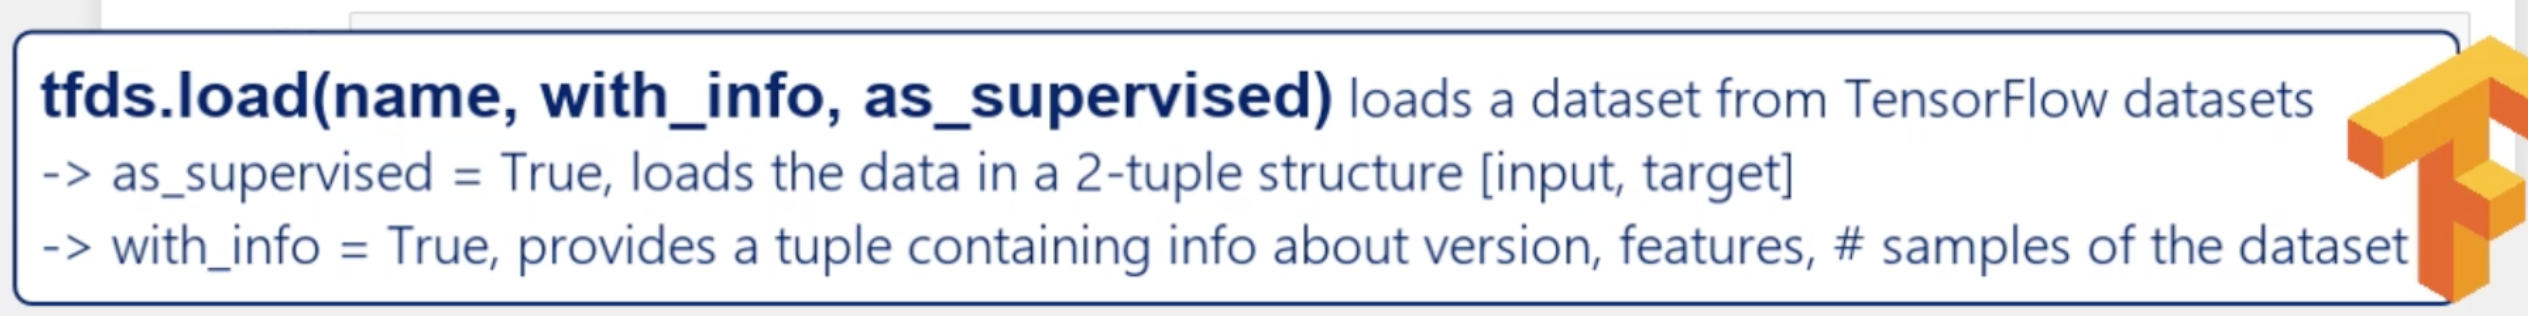 tfds.load(name, with_info, as_supervised) loads a dataset from TensorFlow datasets
-> as_supervised = True, loads the data in a 2-tuple structure [input, target]
-> with_info = True, provides a tuple containing info about version, features, # samples of the dataset